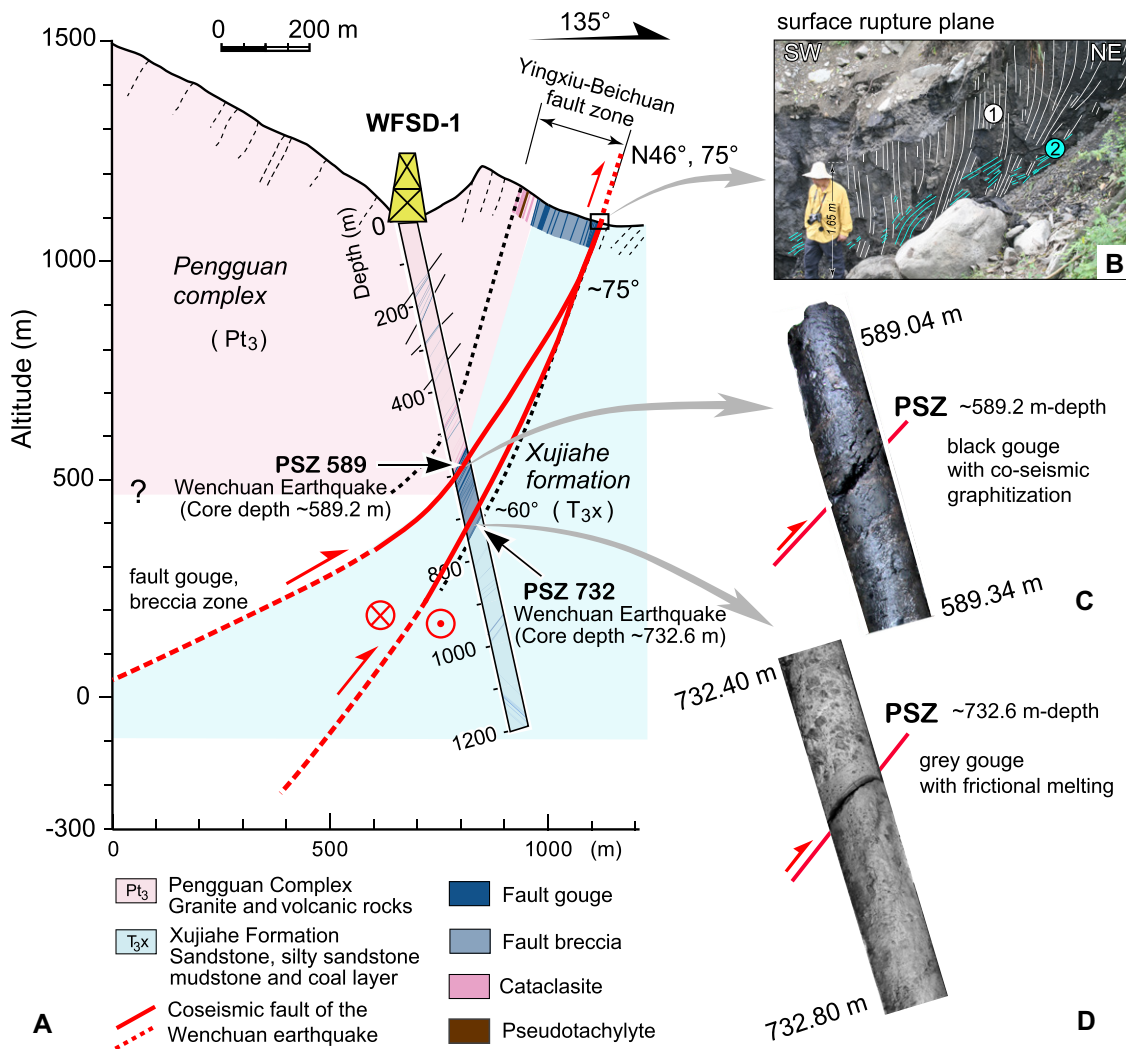 1500
1000
500
0
-300
Altitude (m)
0
200 m
135°
Yingxiu-Beichuan
fault zone
N46°, 75°
WFSD-1
0
Depth (m)
200
400
800
1000
1200
Pengguan
complex
( Pt3)
~75°
PSZ 589
Wenchuan Earthquake
(Core depth ~589.2 m)
?
Xujiahe
formation
~60°
( T3x )
fault gouge,
breccia zone
PSZ 732
Wenchuan Earthquake
(Core depth ~732.6 m)
0
500
1000
(m)
Pt3
Pengguan Complex
Granite and volcanic rocks
T3x
Xujiahe Formation
Sandstone, silty sandstone
mudstone and coal layer
Coseismic fault of the
Wenchuan earthquake
Fault gouge
Fault breccia
Cataclasite
Pseudotachylyte
A
surface rupture plane
SW
NE
1
2
1.65 m
B
589.04 m
PSZ ~589.2 m-depth
black gouge
with co-seismic
graphitization
589.34 m
C
732.40 m
PSZ ~732.6 m-depth
grey gouge
with frictional melting
732.80 m
D